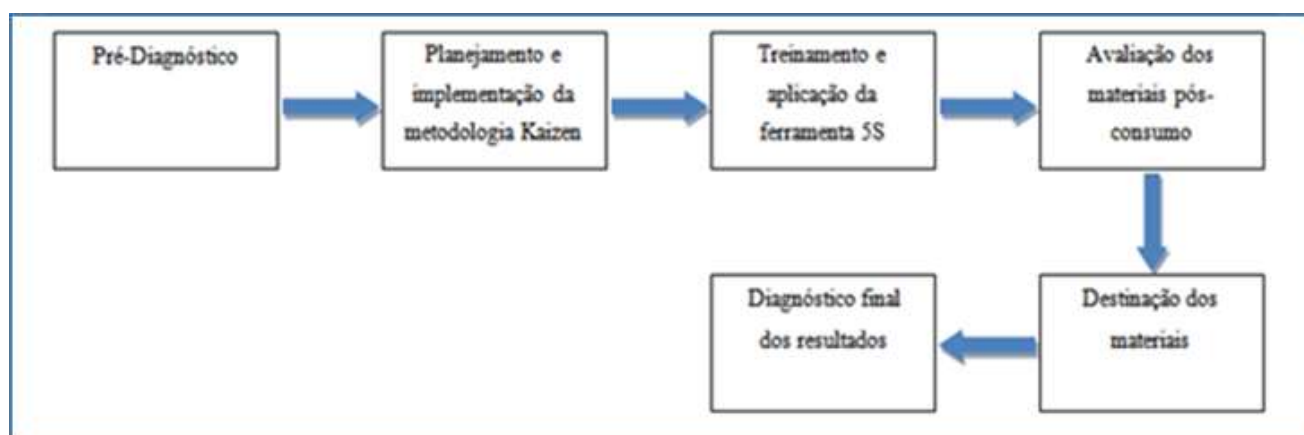 Pré-Diagnóstico
Planejamento e
implementação da
metodologia Kaizen
Treinamento e
aplicação da
ferramenta 5S
Avaliação dos
materiais pós-
consumo
Destinação dos
materiais
Diagnóstico final
dos resultados